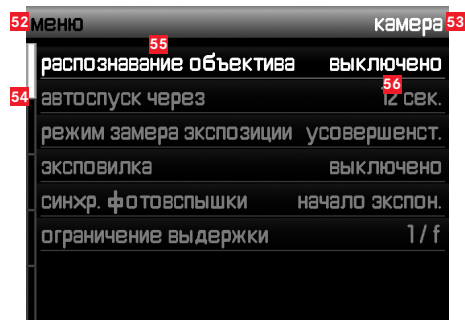 52 меню камера 53
55
распознавание объектива выключено
56
54 автоспуск через 12 сек.
режим замера экспозиции усовершенст.
эксповилка выключено
синхр. фотовспышки начало экспон.
ограничение выдержки 1/f